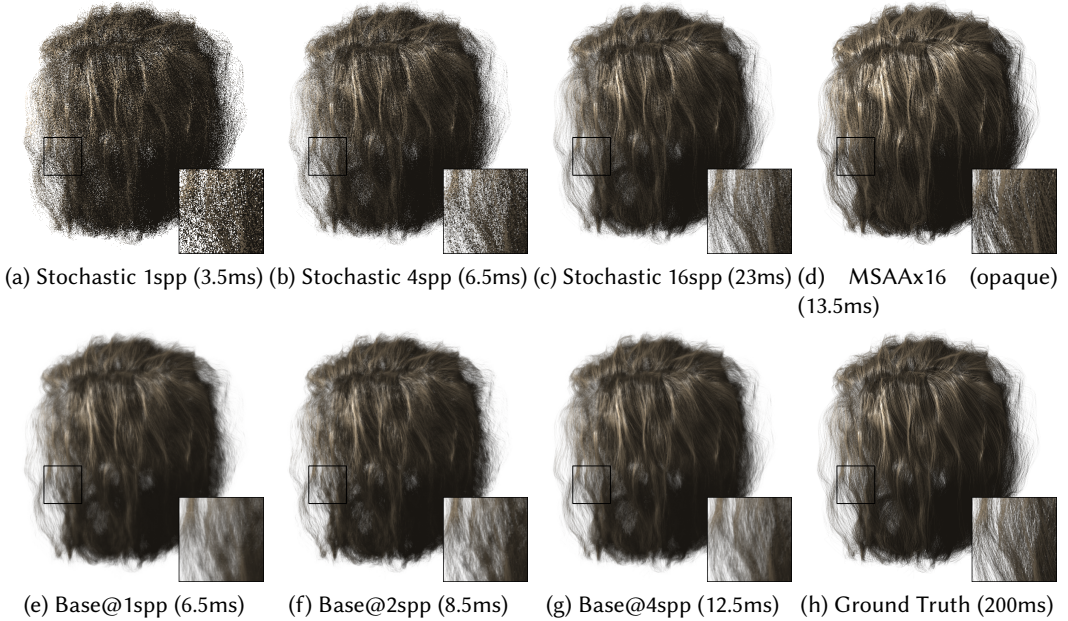 (a) Stochastic 1spp (3.5ms) (b) Stochastic 4spp (6.5ms) (c) Stochastic 16spp (23ms) (d) MSAAx16 (opaque)
(13.5ms)
(e) Base@1spp (6.5ms) (f) Base@2spp (8.5ms) (g) Base@4spp (12.5ms) (h) Ground Truth (200ms)